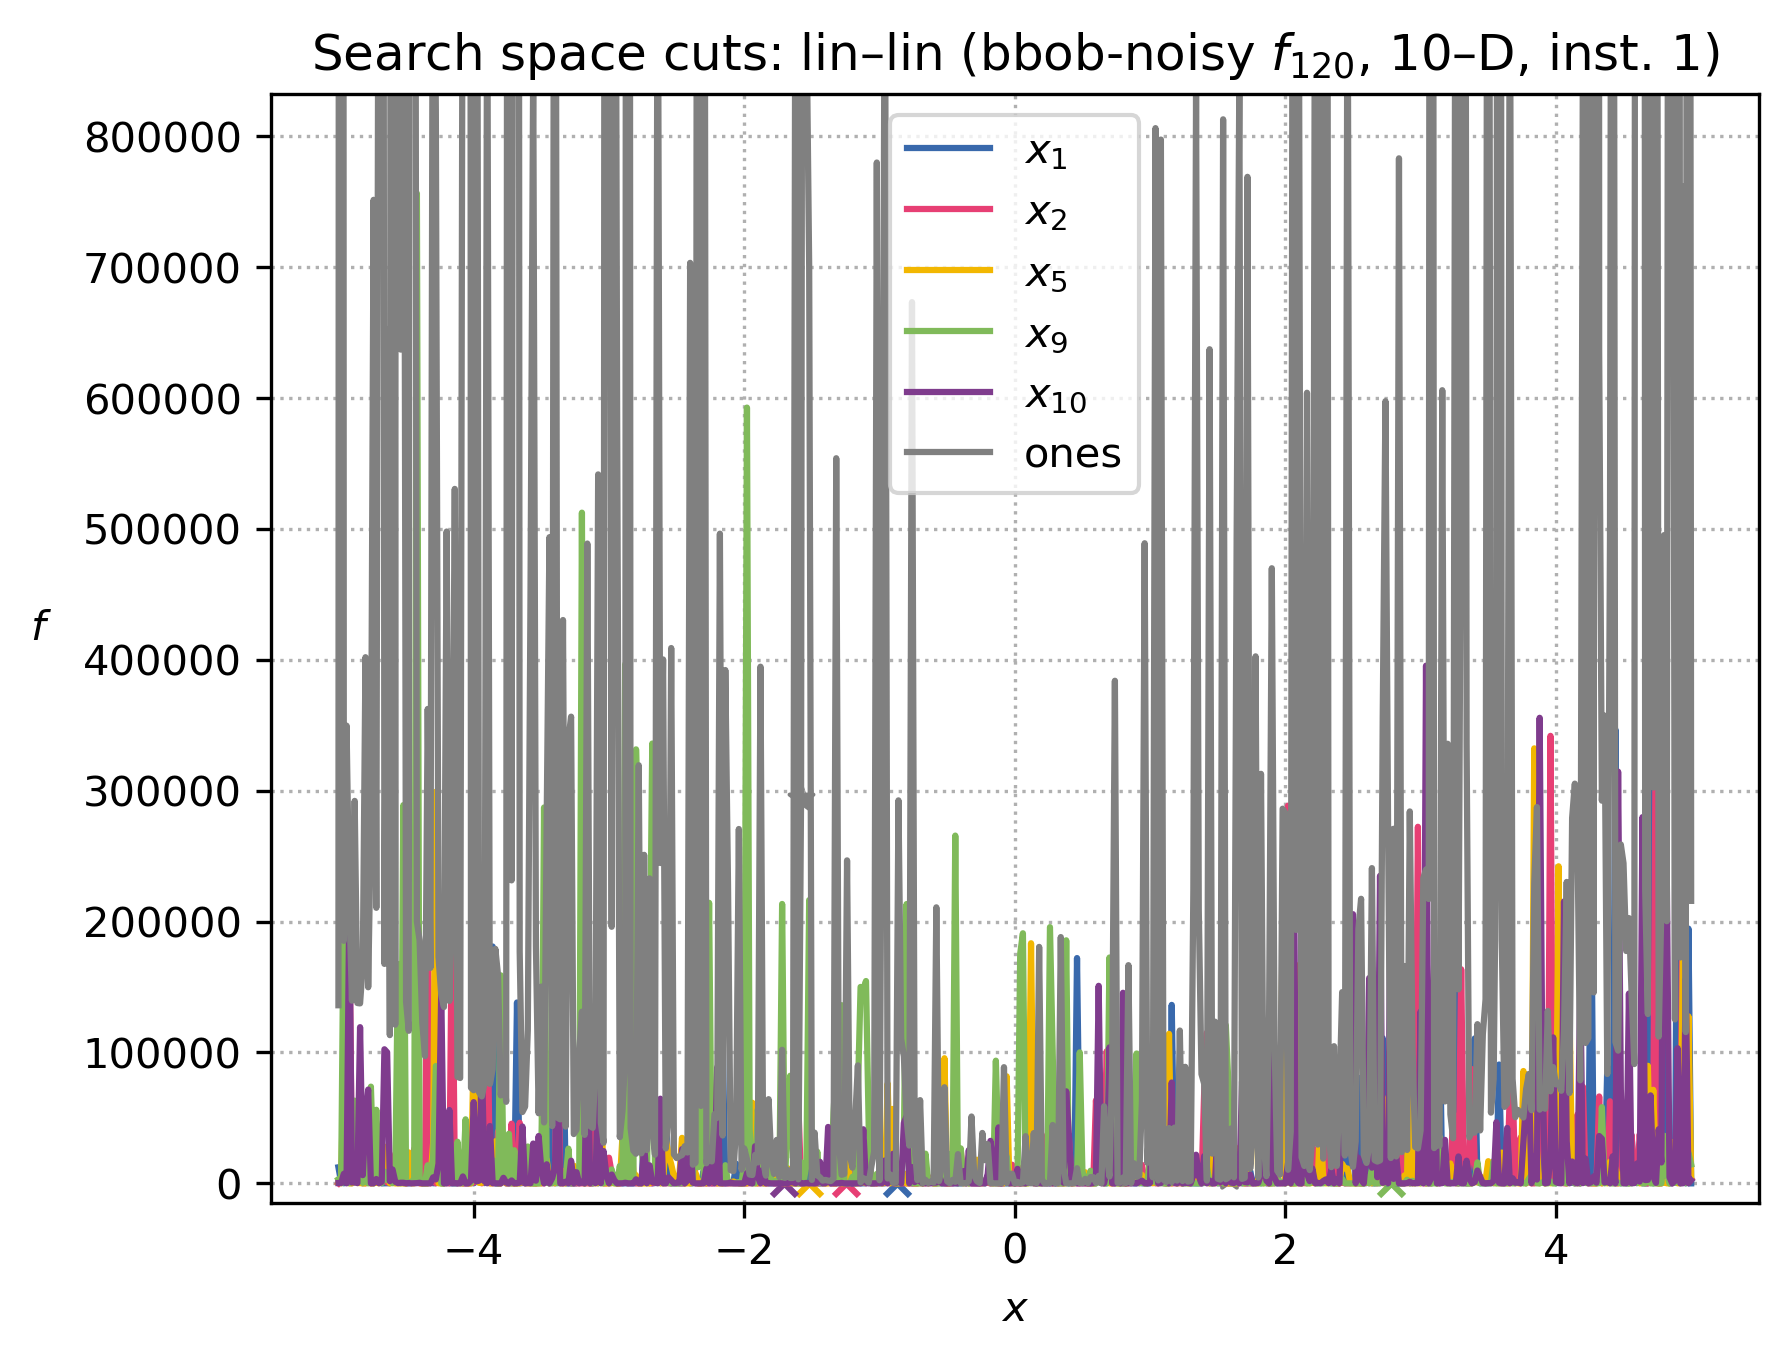 Search space cuts: lin–lin (bbob-noisy f₁₂₀, 10–D, inst. 1)
800000
700000
600000
500000
400000
300000
200000
100000
0
f
x₁
x₂
x₅
x₉
x₁₀
ones
−4
−2
0
2
4
x